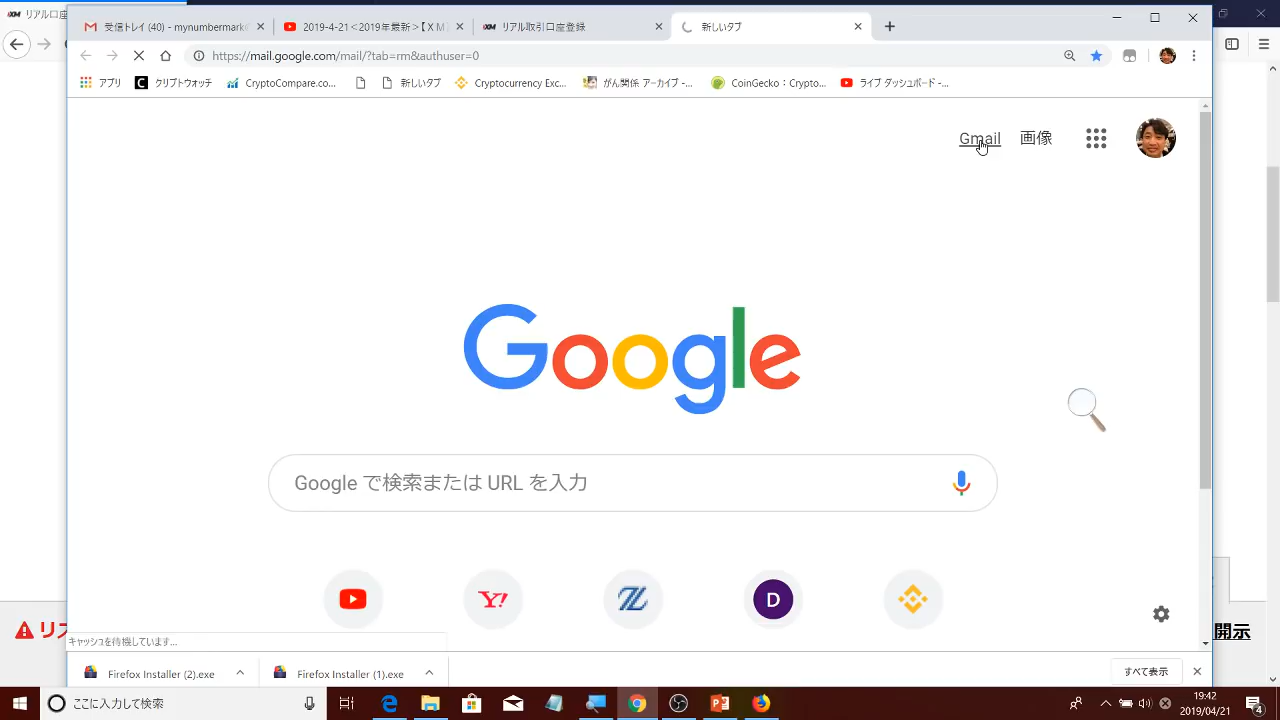 リアル口座
受信トレイ (40) - mynumbermark
2019-4-21＜2019年最新＞【ＸＭ
XM リアル取引口座登録
新しいタブ
https://mail.google.com/mail/?tab=rm&authuser=0
アプリ
クリプトウォッチ
CryptoCompare.co...
新しいタブ
Cryptocurrency Exc...
がん関係 アーカイブ -...
CoinGecko：Crypto...
ライブ ダッシュボード -...
Gmail 画像
Google
Google で検索または URL を入力
Y!
D
リス
開示
キャッシュを待機しています...
Firefox Installer (2).exe
Firefox Installer (1).exe
すべて表示
ここに入力して検索
19:42
2019/04/21
4